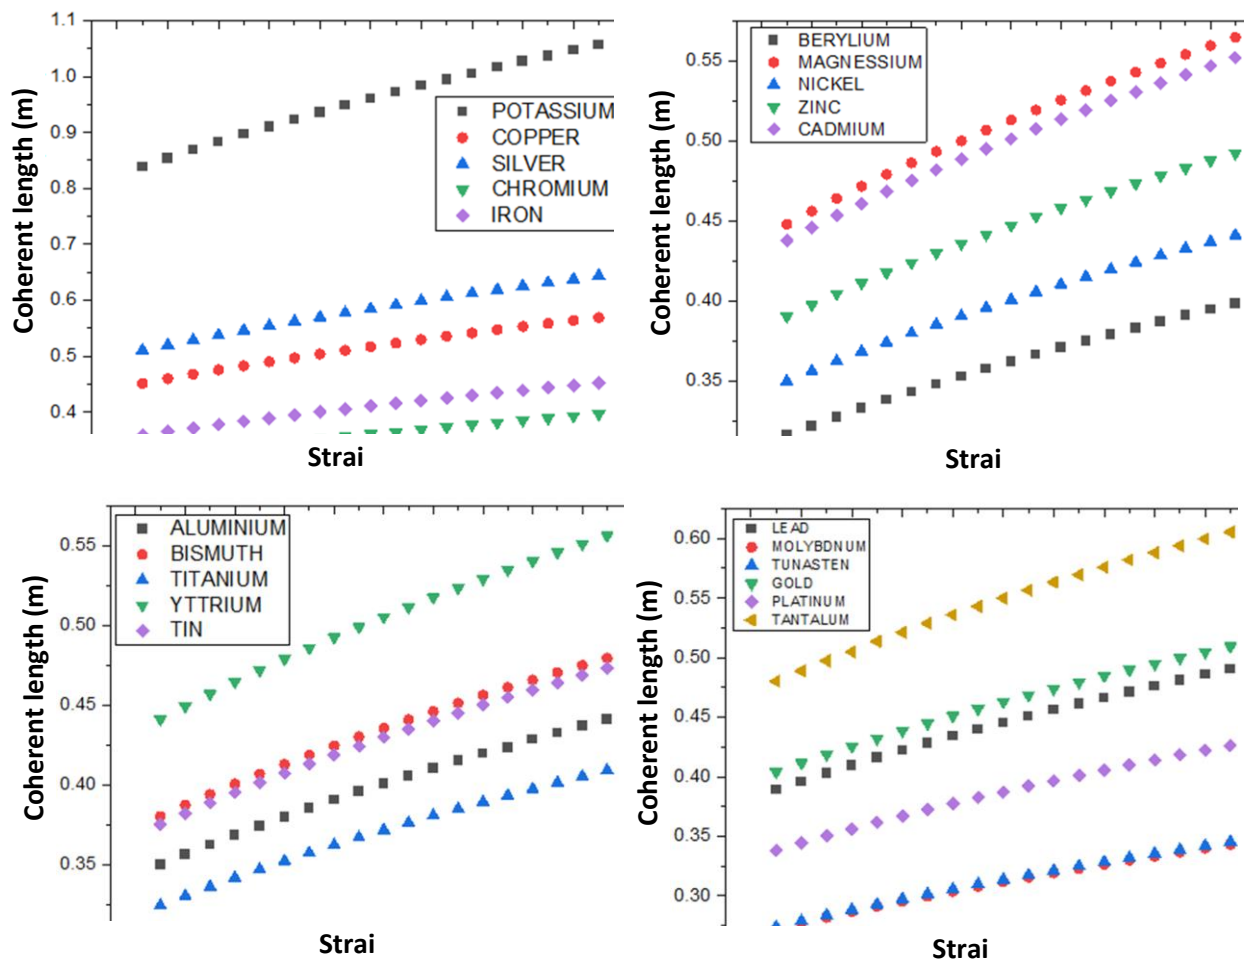 1.1
1.0
0.9
0.8
0.7
0.6
0.5
0.4
Coherent length (m)
POTASSIUM
COPPER
SILVER
CHROMIUM
IRON
Strai
0.55
0.50
0.45
0.40
0.35
Coherent length (m)
BERYLIUM
MAGNESSIUM
NICKEL
ZINC
CADMIUM
Strai
0.55
0.50
0.45
0.40
0.35
Coherent length (m)
ALUMINIUM
BISMUTH
TITANIUM
YTTRIUM
TIN
Strai
0.60
0.55
0.50
0.45
0.40
0.35
0.30
Coherent length (m)
LEAD
MOLYBDNUM
TUNASTEN
GOLD
PLATINUM
TANTALUM
Strai